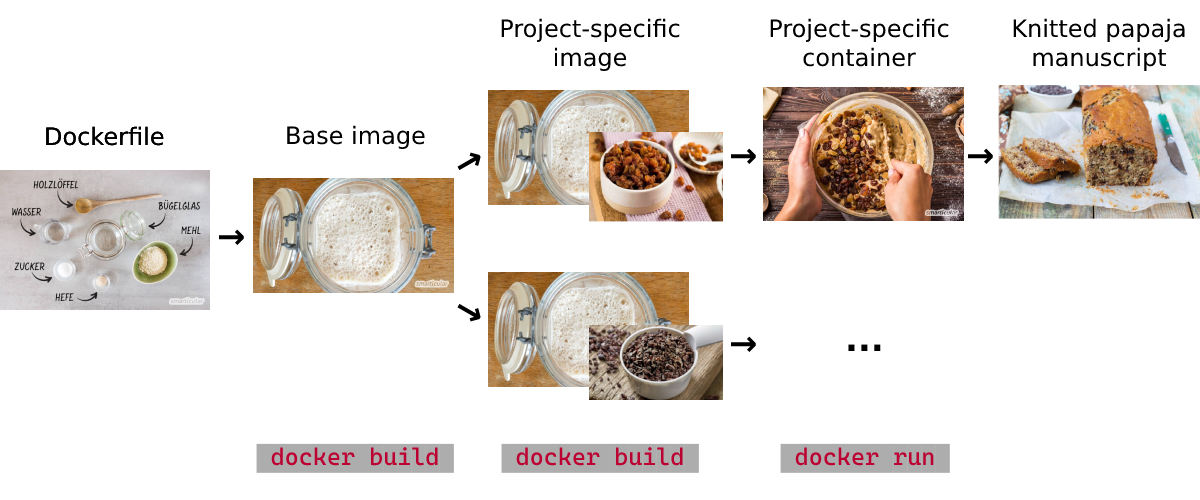 Project-specific
image
Project-specific
container
Knitted papaja
manuscript
Dockerfile
Base image
HOLZLÖFFEL
WASSER
BÜGELGLAS
MEHL
ZUCKER
HEFE
smarticular
smarticular
smarticular
...
docker build
docker build
docker run